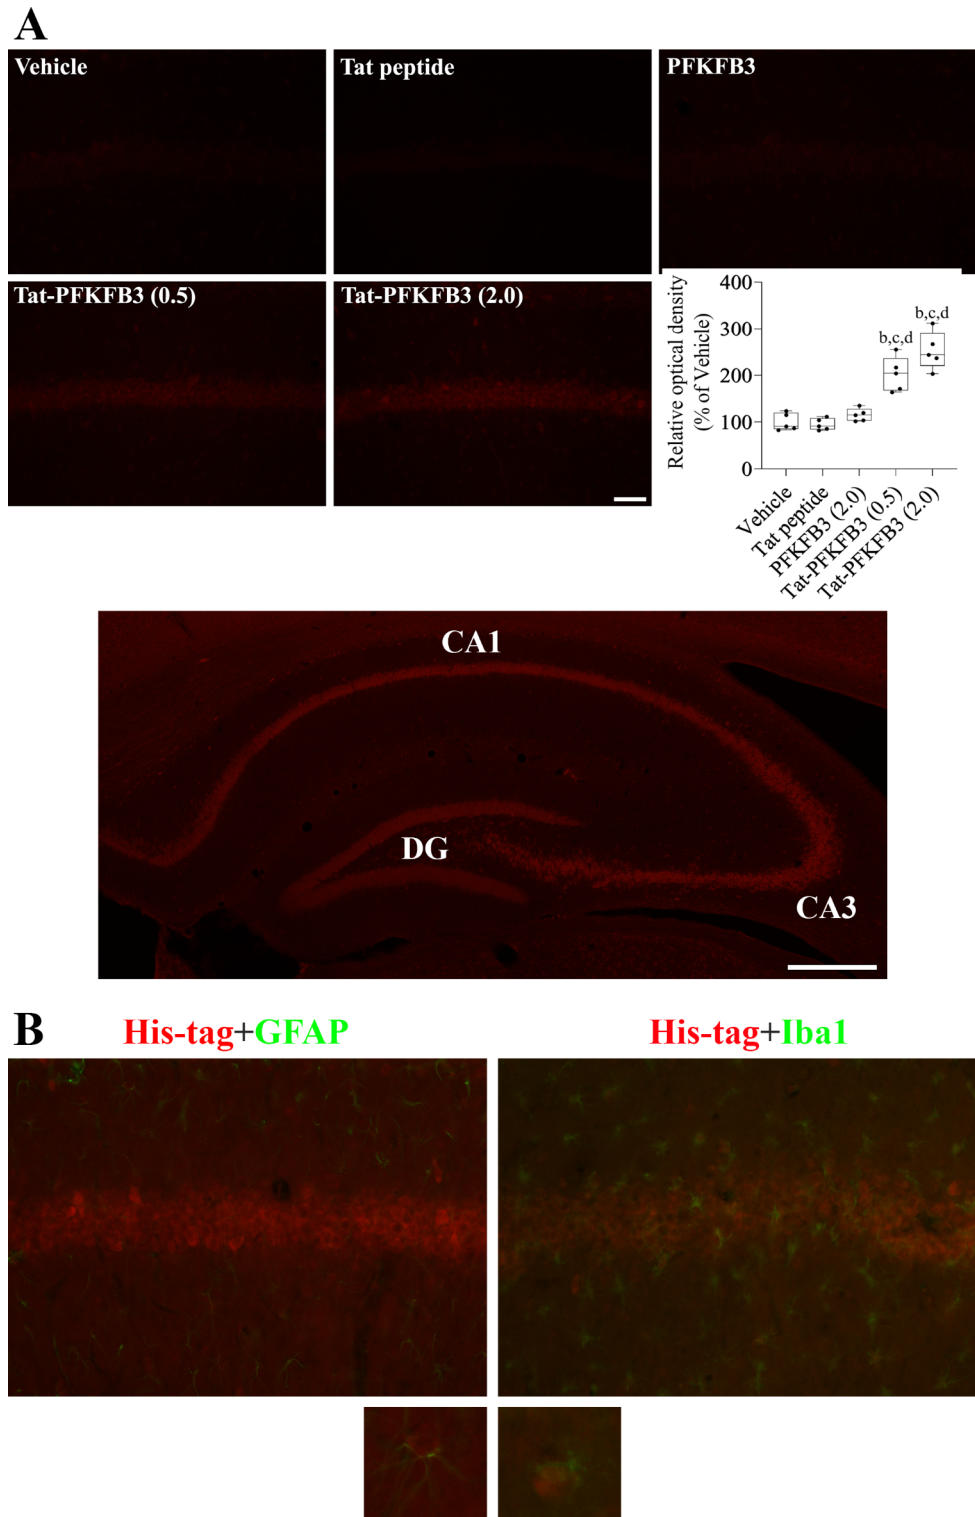 A
Vehicle
Tat peptide
PFKFB3
Tat-PFKFB3 (0.5)
Tat-PFKFB3 (2.0)
Relative optical density
(% of Vehicle)
400
300
200
100
0
b,c,d
b,c,d
Vehicle
Tat peptide
PFKFB3 (2.0)
Tat-PFKFB3 (0.5)
Tat-PFKFB3 (2.0)
CA1
DG
CA3
B
His-tag+GFAP
His-tag+Iba1